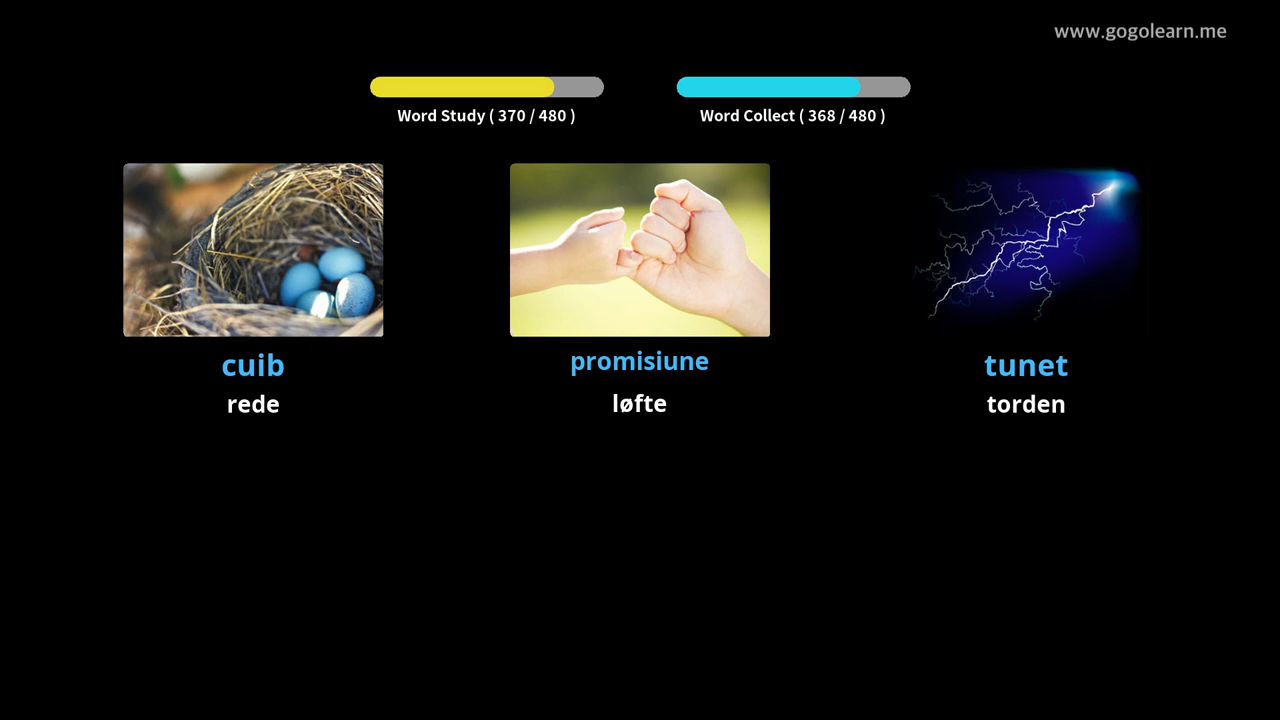 www.gogolearn.me
Word Study ( 370 / 480 )
Word Collect ( 368 / 480 )
cuib
promisiune
tunet
rede
løfte
torden